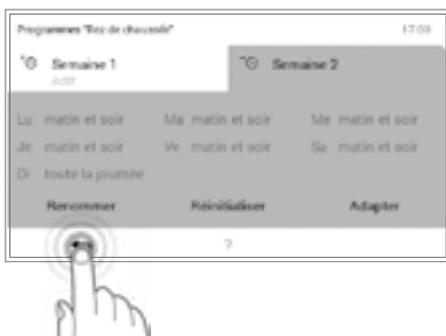 Programmes "Rez de chaussée" 17:03
Semaine 1 Semaine 2
Actif
Lu matin et soir Ma matin et soir Me matin et soir
Je matin et soir Ve matin et soir Sa matin et soir
Di toute la journée
Renommer Réinitialiser Adapter
?